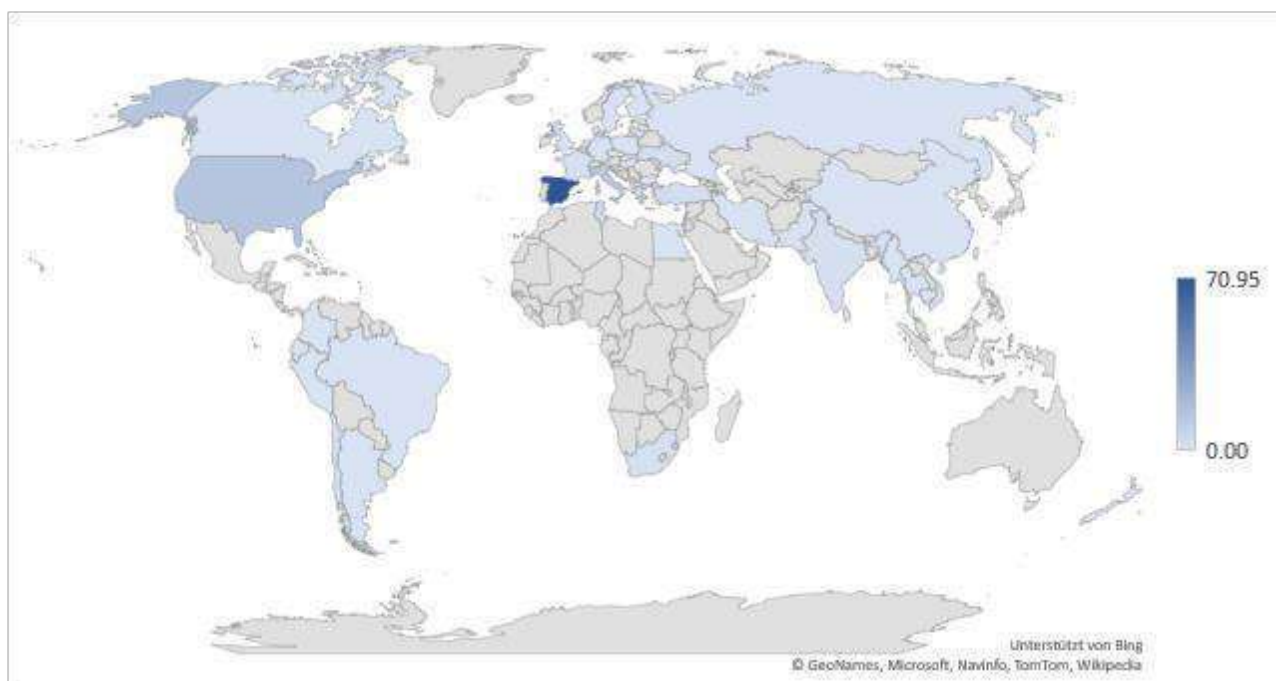 70.95
0.00
Unterstützt von Bing
© GeoNames, Microsoft, Navinfo, TomTom, Wikipedia